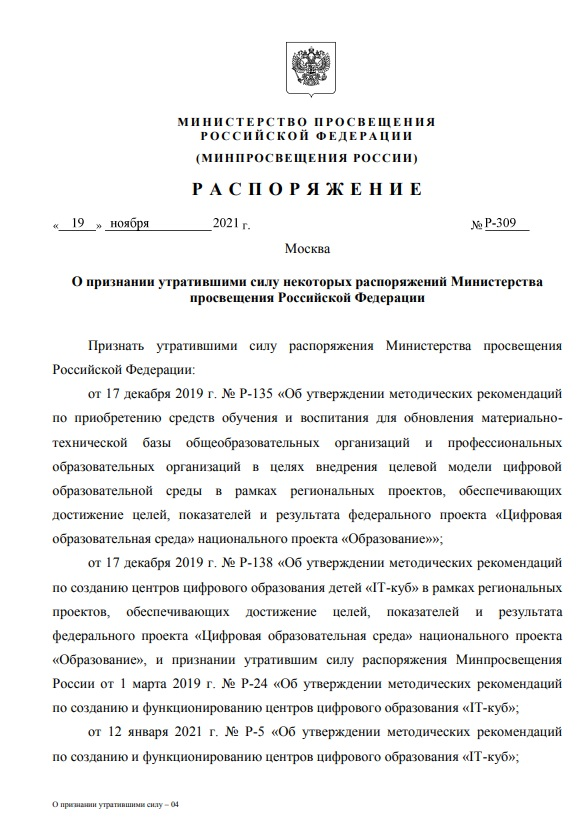 МИНИСТЕРСТВО ПРОСВЕЩЕНИЯ
РОССИЙСКОЙ ФЕДЕРАЦИИ
(МИНПРОСВЕЩЕНИЯ РОССИИ)
РАСПОРЯЖЕНИЕ
« 19 » ноября 2021 г. № Р-309
Москва
О признании утратившими силу некоторых распоряжений Министерства
просвещения Российской Федерации
Признать утратившими силу распоряжения Министерства просвещения
Российской Федерации:
от 17 декабря 2019 г. № Р-135 «Об утверждении методических рекомендаций
по приобретению средств обучения и воспитания для обновления материально-
технической базы общеобразовательных организаций и профессиональных
образовательных организаций в целях внедрения целевой модели цифровой
образовательной среды в рамках региональных проектов, обеспечивающих
достижение целей, показателей и результата федерального проекта «Цифровая
образовательная среда» национального проекта «Образование»»;
от 17 декабря 2019 г. № Р-138 «Об утверждении методических рекомендаций
по созданию центров цифрового образования детей «IT-куб» в рамках региональных
проектов, обеспечивающих достижение целей, показателей и результата
федерального проекта «Цифровая образовательная среда» национального проекта
«Образование», и признании утратившим силу распоряжения Минпросвещения
России от 1 марта 2019 г. № Р-24 «Об утверждении методических рекомендаций
по созданию и функционированию центров цифрового образования «IT-куб»;
от 12 января 2021 г. № Р-5 «Об утверждении методических рекомендаций
по созданию и функционированию центров цифрового образования «IT-куб»;
О признании утратившими силу – 04